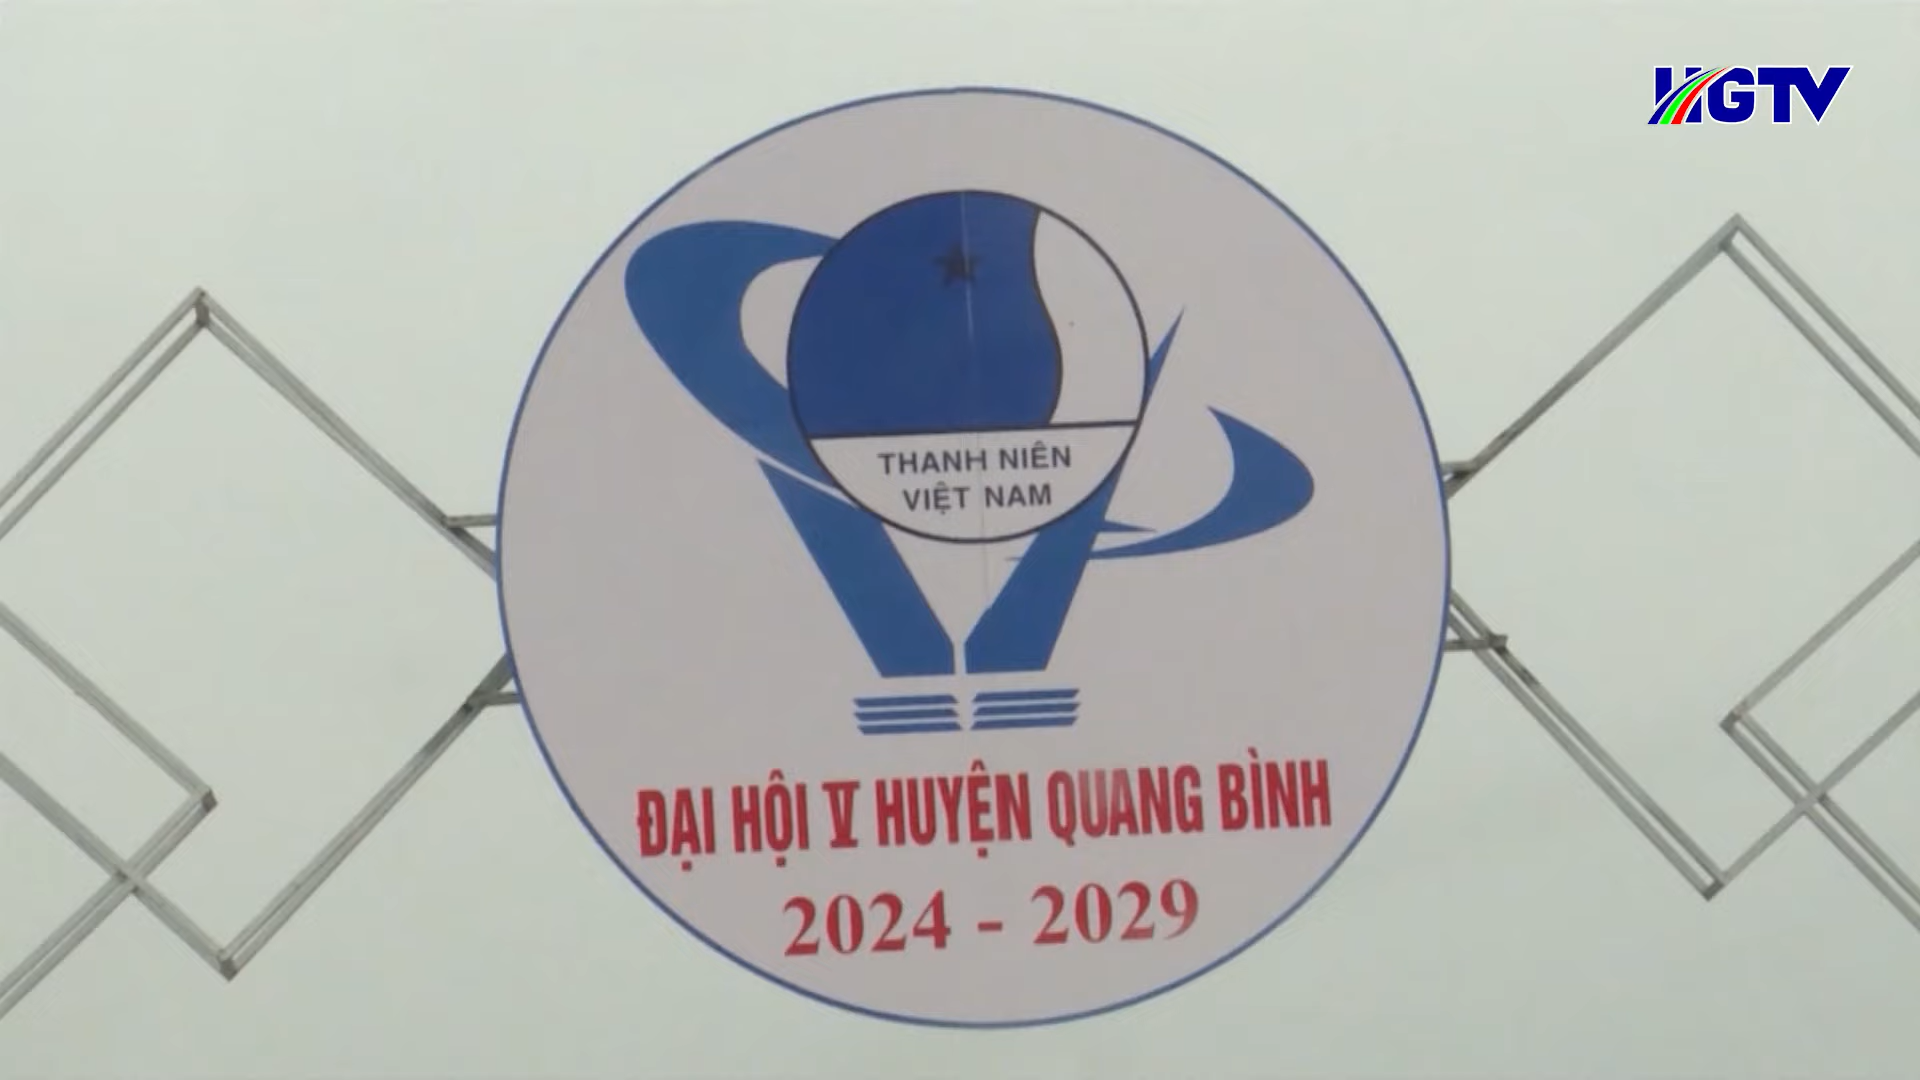 HGTV
THANH NIÊN
VIỆT NAM
ĐẠI HỘI V HUYỆN QUANG BÌNH
2024 - 2029